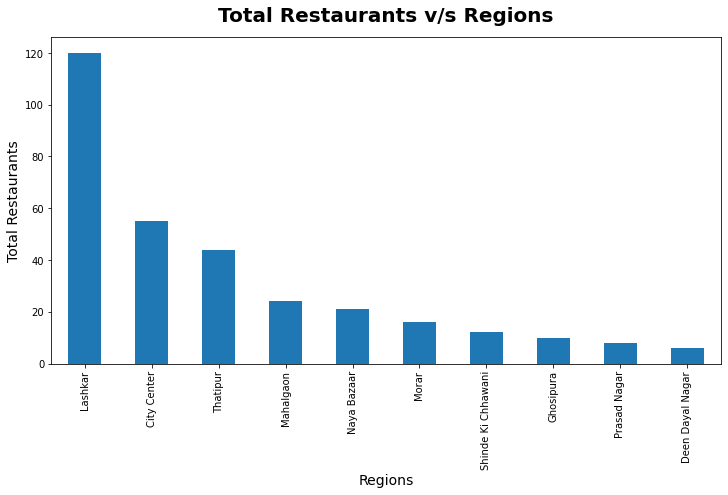 Total Restaurants v/s Regions
Total Restaurants
120
100
80
60
40
20
0
Lashkar
City Center
Thatipur
Mahalgaon
Naya Bazaar
Morar
Shinde Ki Chhawani
Ghosipura
Prasad Nagar
Deen Dayal Nagar
Regions